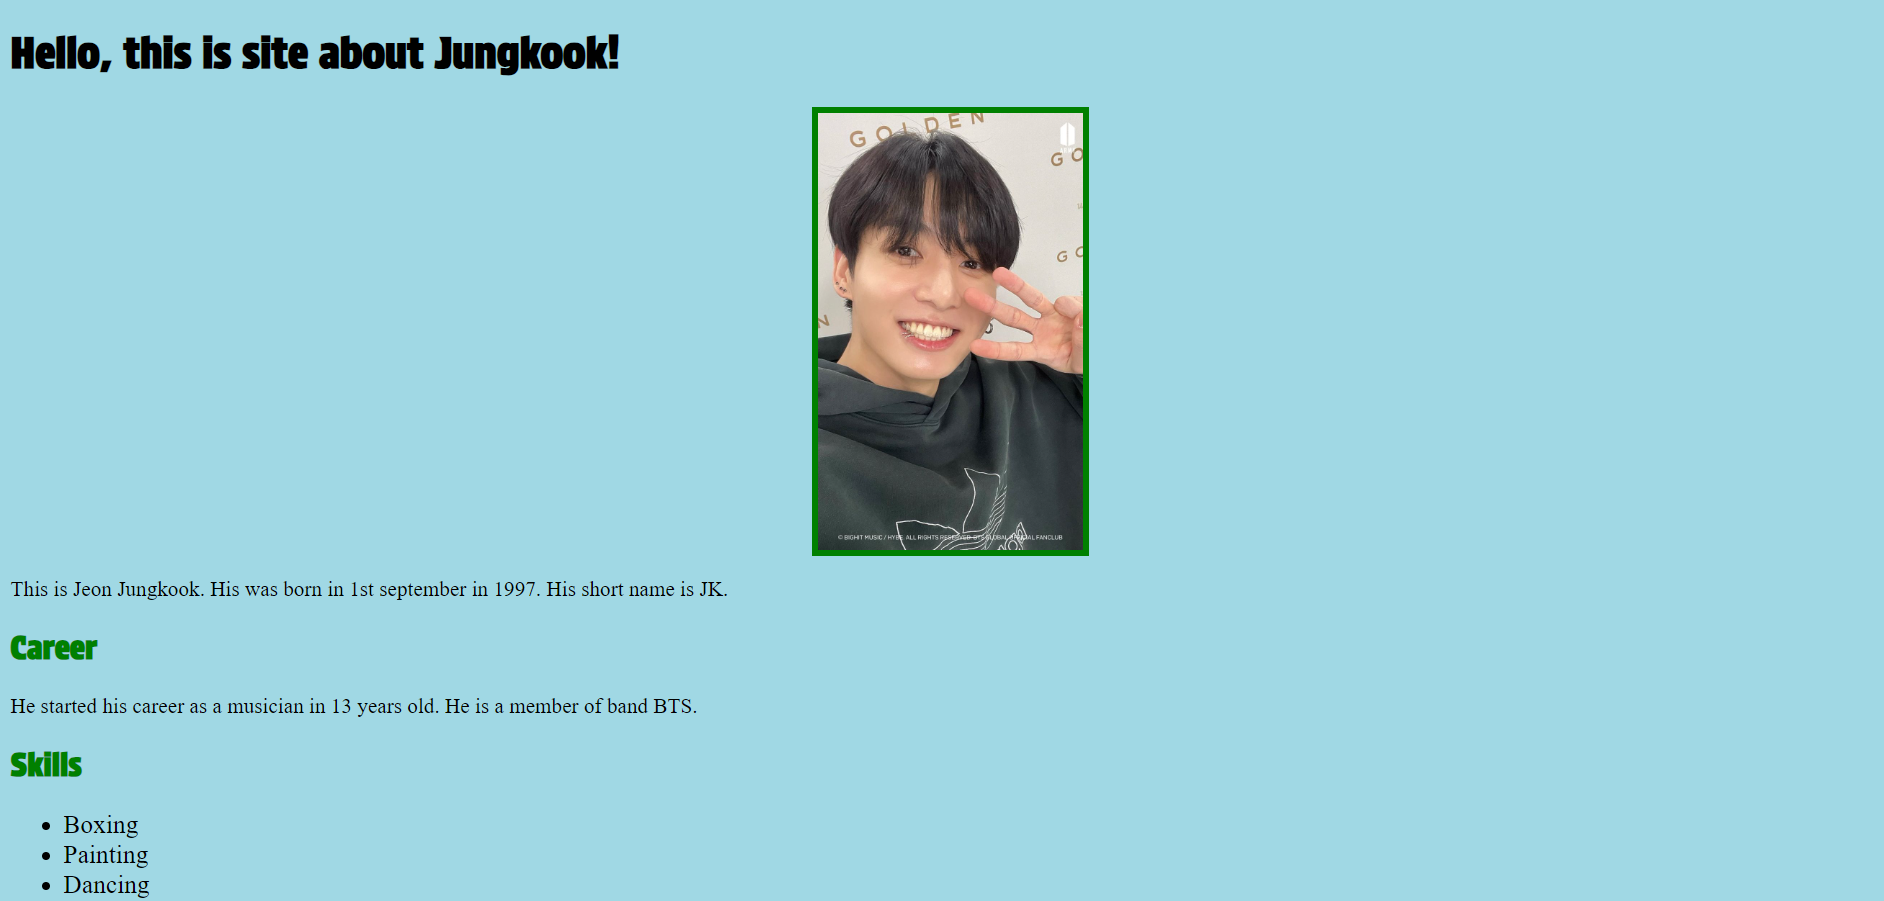 Hello, this is site about Jungkook!
GOLDEN
GO
GO
N
© BIGHIT MUSIC / HYBE. ALL RIGHTS RESERVED. BTS GLOBAL OFFICIAL FANCLUB
This is Jeon Jungkook. His was born in 1st september in 1997. His short name is JK.
Career
He started his career as a musician in 13 years old. He is a member of band BTS.
Skills
• Boxing
• Painting
• Dancing